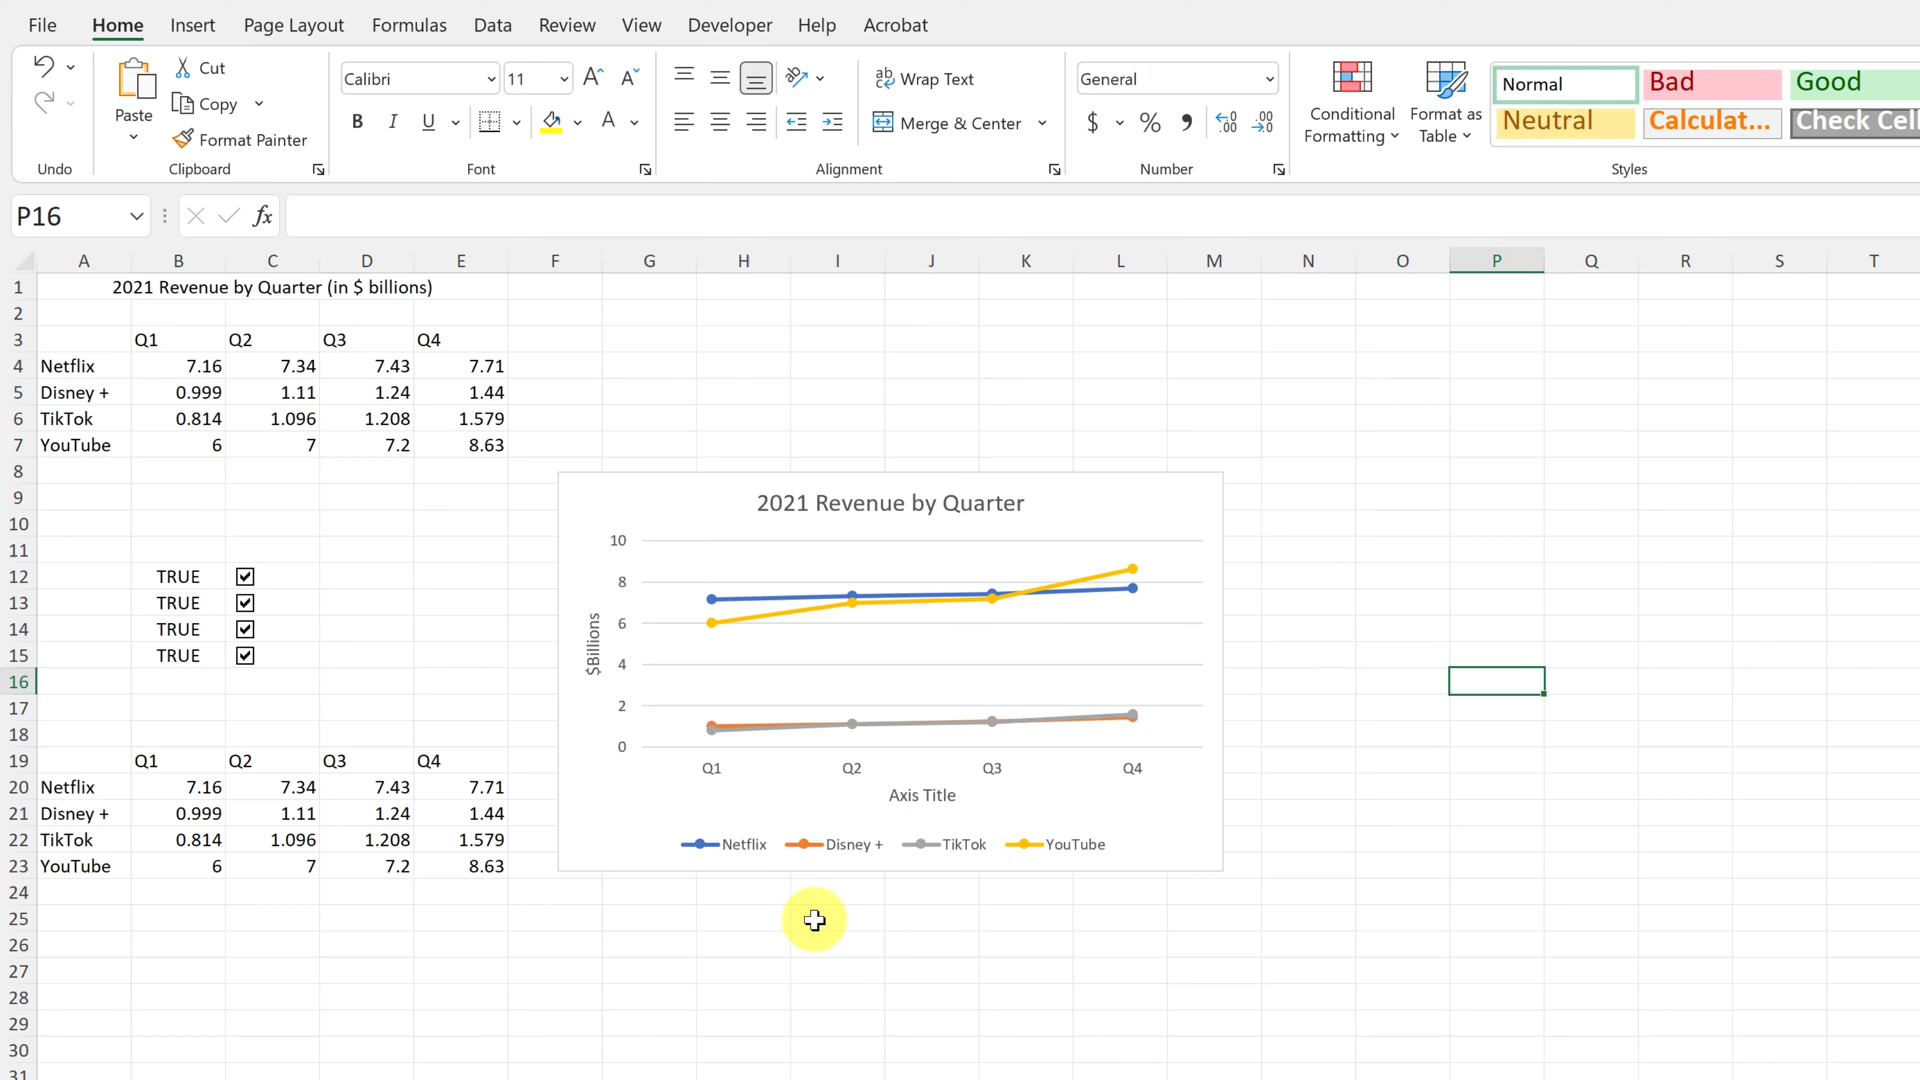 File Home Insert Page Layout Formulas Data Review View Developer Help Acrobat
Cut
Copy
Format Painter
Paste
Calibri 11
B I U A
Wrap Text
Merge & Center
General
$ %
Conditional
Formatting
Format as
Table
Normal Bad Good
Neutral Calculat... Check Cell
Undo Clipboard Font Alignment Number Styles
P16 fx
A B C D E F G H I J K L M N O P Q R S T
1 2021 Revenue by Quarter (in $ billions)
2
3 Q1 Q2 Q3 Q4
4 Netflix 7.16 7.34 7.43 7.71
5 Disney + 0.999 1.11 1.24 1.44
6 TikTok 0.814 1.096 1.208 1.579
7 YouTube 6 7 7.2 8.63
8
9
10
11
12 TRUE
13 TRUE
14 TRUE
15 TRUE
16
17
18
19 Q1 Q2 Q3 Q4
20 Netflix 7.16 7.34 7.43 7.71
21 Disney + 0.999 1.11 1.24 1.44
22 TikTok 0.814 1.096 1.208 1.579
23 YouTube 6 7 7.2 8.63
24
25
26
27
28
29
30
31
2021 Revenue by Quarter
$Billions
10
8
6
4
2
0
Q1 Q2 Q3 Q4
Axis Title
Netflix Disney + TikTok YouTube